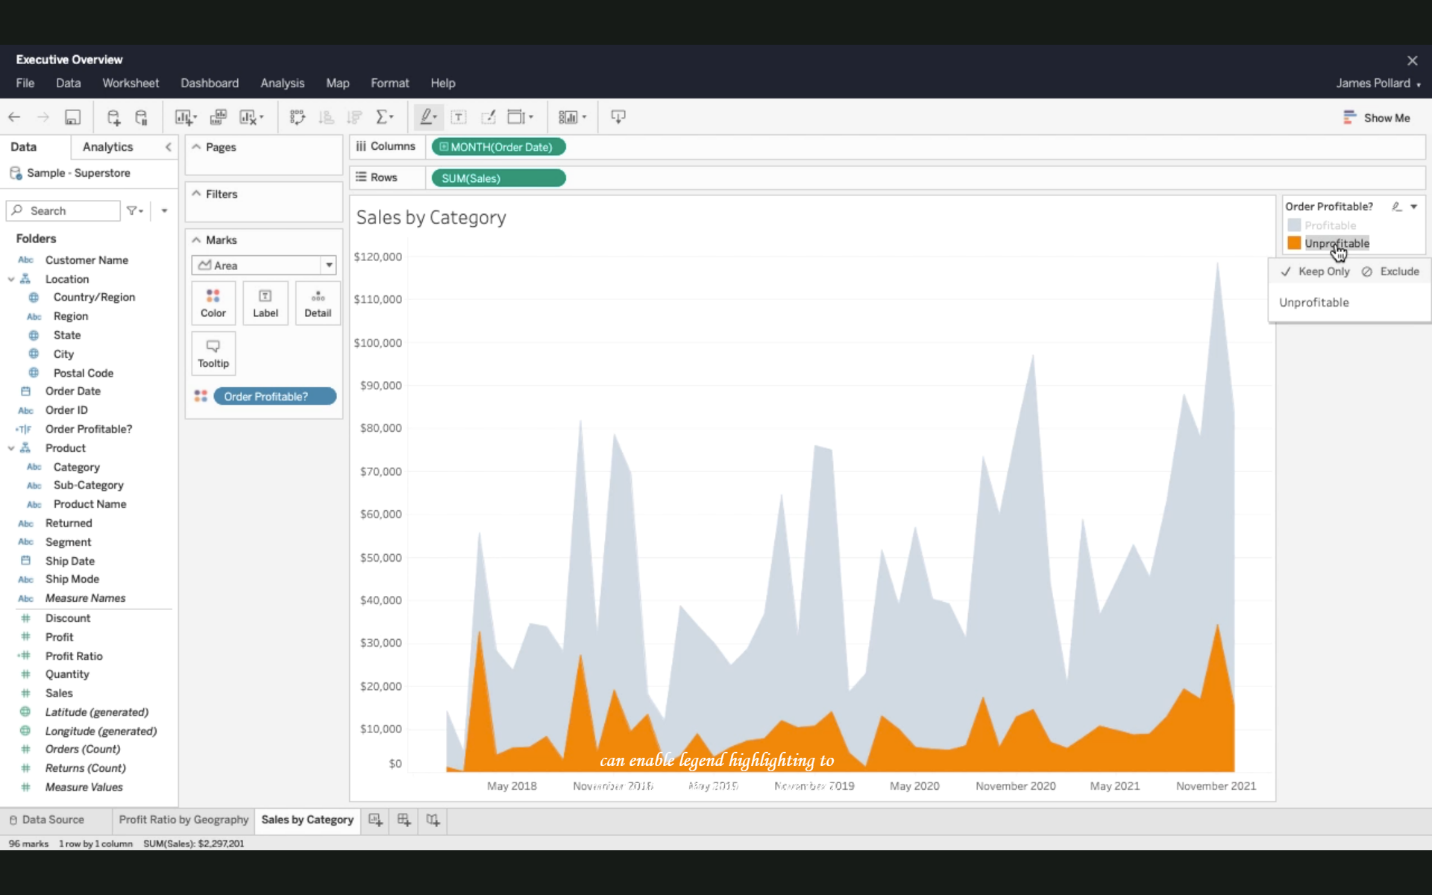 Executive Overview
File Data Worksheet Dashboard Analysis Map Format Help
James Pollard
Show Me
Data Analytics
Sample - Superstore
Search
Folders
Customer Name
Location
Country/Region
Region
State
City
Postal Code
Order Date
Order ID
Order Profitable?
Product
Category
Sub-Category
Product Name
Returned
Segment
Ship Date
Ship Mode
Measure Names
Discount
Profit
Profit Ratio
Quantity
Sales
Latitude (generated)
Longitude (generated)
Orders (Count)
Returns (Count)
Measure Values
Pages
Filters
Marks
Area
Color Label Detail
Tooltip
Order Profitable?
Columns MONTH(Order Date)
Rows SUM(Sales)
Sales by Category
$120,000
$110,000
$100,000
$90,000
$80,000
$70,000
$60,000
$50,000
$40,000
$30,000
$20,000
$10,000
$0
can enable legend highlighting to
May 2018 November 2018 May 2019 November 2019 May 2020 November 2020 May 2021 November 2021
Order Profitable?
Profitable
Unprofitable
Keep Only Exclude
Unprofitable
Data Source Profit Ratio by Geography Sales by Category
96 marks 1 row by 1 column SUM(Sales): $2,297,201